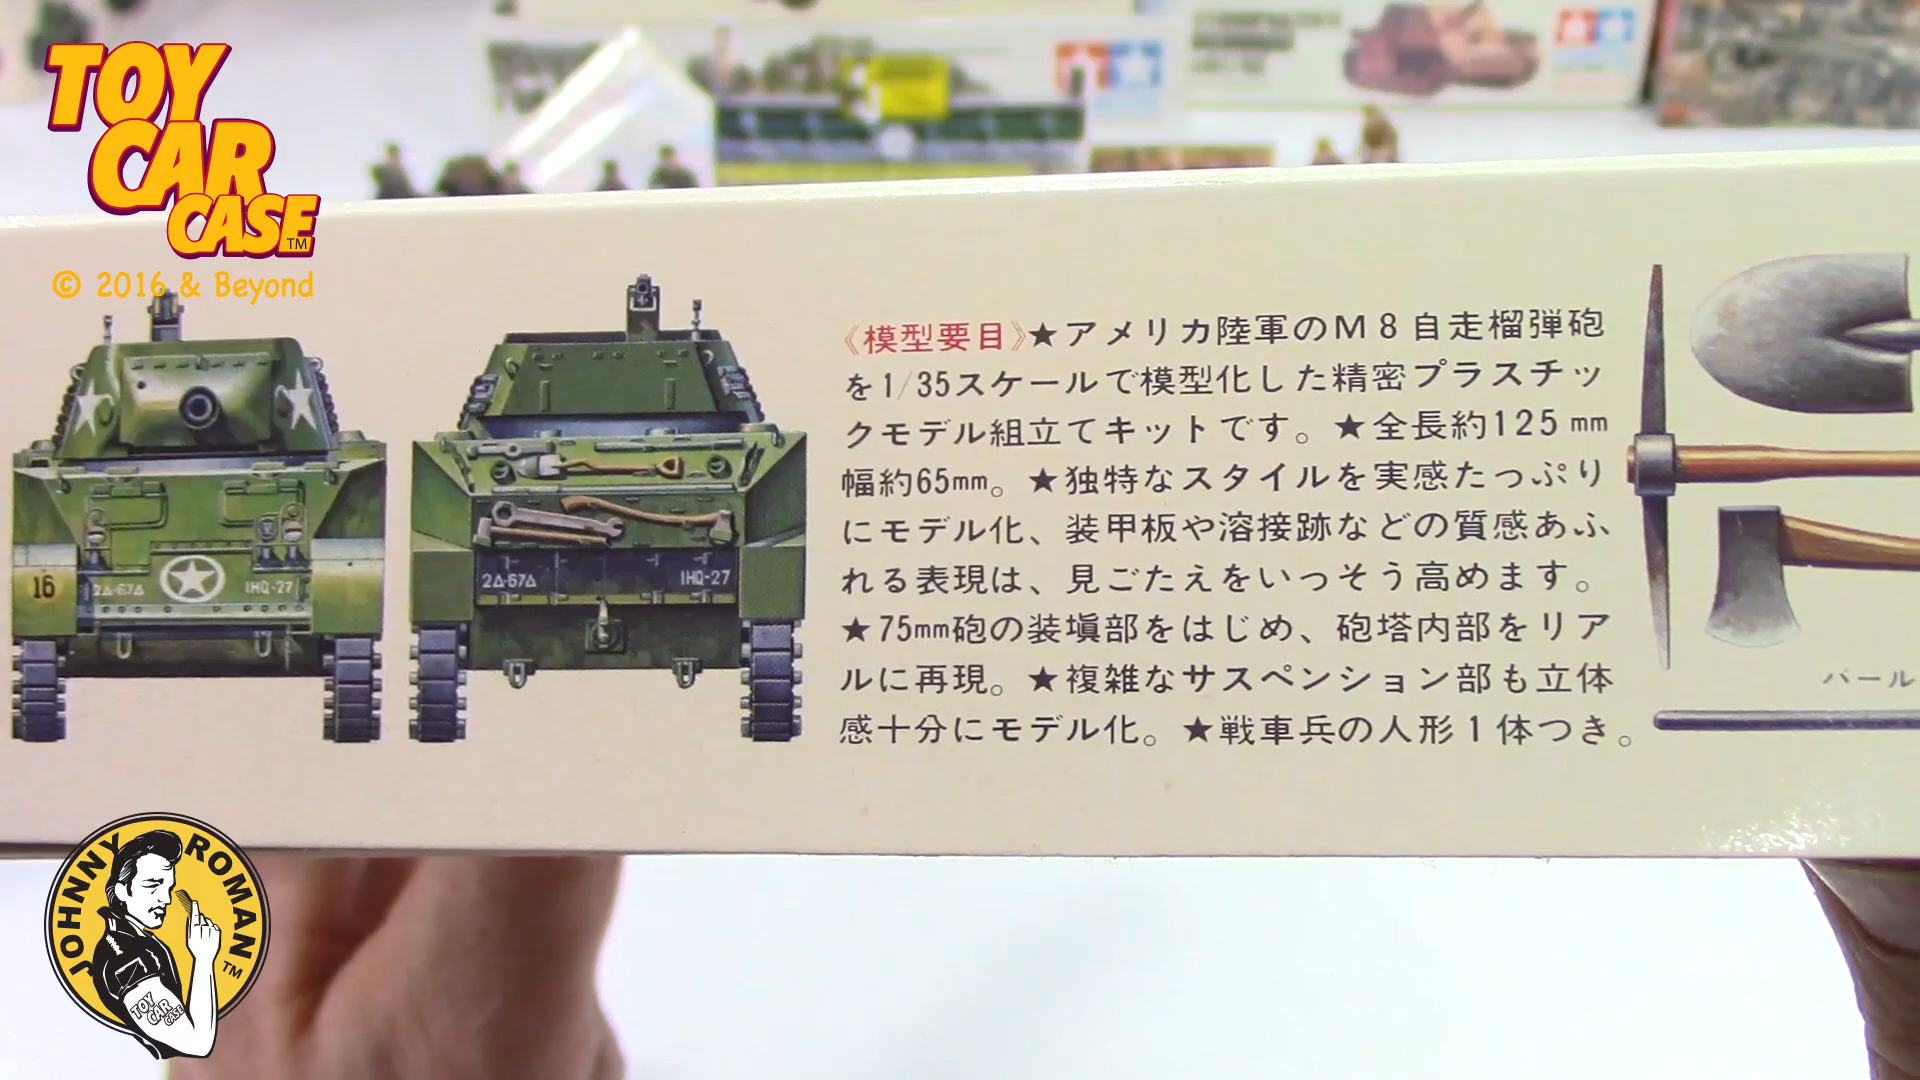 TOY
CAR
CASE
TM
© 2016 & Beyond
《模型要目》★アメリカ陸軍のM8自走榴弾砲
を1/35スケールで模型化した精密プラスチッ
クモデル組立てキットです。★全長約125mm
幅約65mm。★独特なスタイルを実感たっぷり
にモデル化、装甲板や溶接跡などの質感あふ
れる表現は、見ごたえをいっそう高めます。
★75mm砲の装塡部をはじめ、砲塔内部をリア
ルに再現。★複雑なサスペンション部も立体
感十分にモデル化。★戦車兵の人形1体つき。
16
2Δ-67Δ
1HQ-27
2Δ-67Δ
1HQ-27
バール
JOHNNY ROMAN
TM
TOY
CAR
CASE